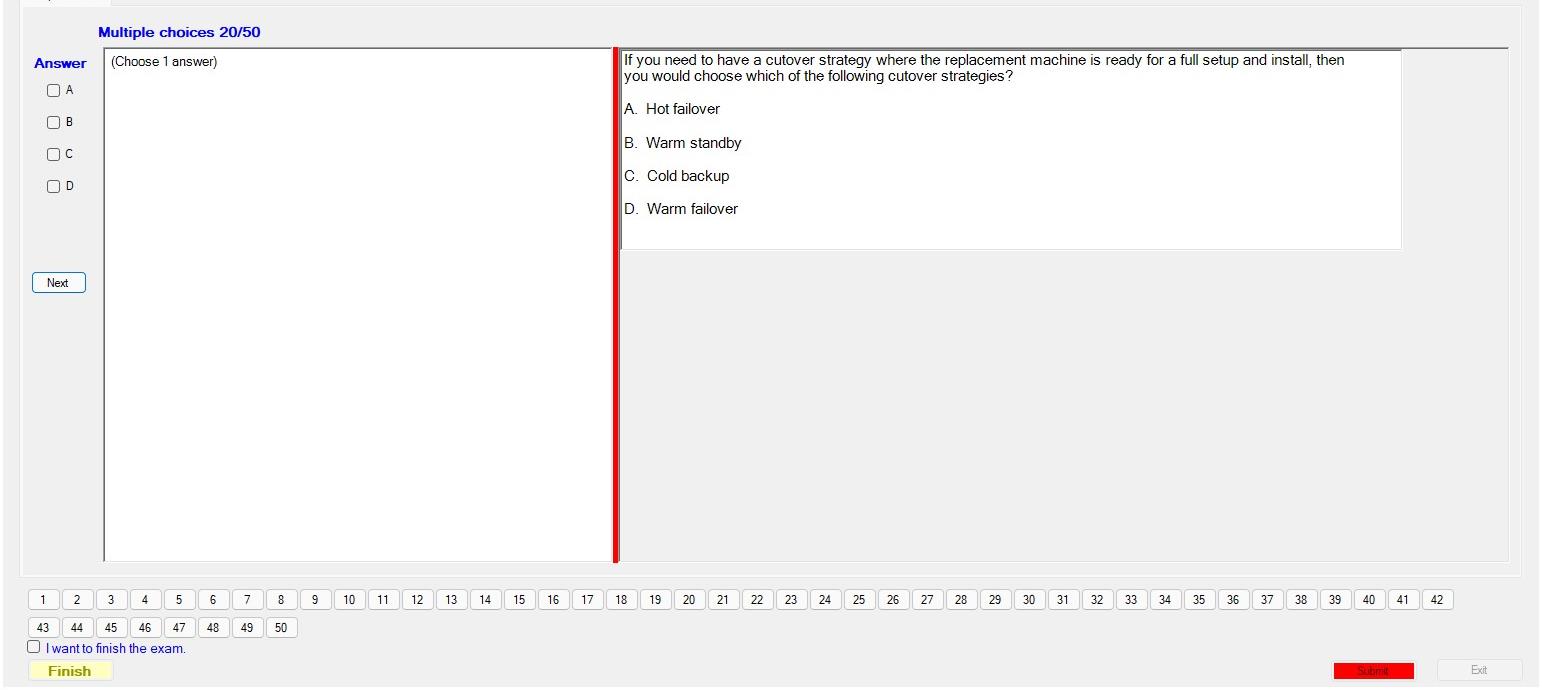 Multiple choices 20/50
Answer
(Choose 1 answer)
A
B
C
D
Next
If you need to have a cutover strategy where the replacement machine is ready for a full setup and install, then
you would choose which of the following cutover strategies?
A. Hot failover
B. Warm standby
C. Cold backup
D. Warm failover
1 2 3 4 5 6 7 8 9 10 11 12 13 14 15 16 17 18 19 20 21 22 23 24 25 26 27 28 29 30 31 32 33 34 35 36 37 38 39 40 41 42
43 44 45 46 47 48 49 50
I want to finish the exam.
Finish
Submit
Exit